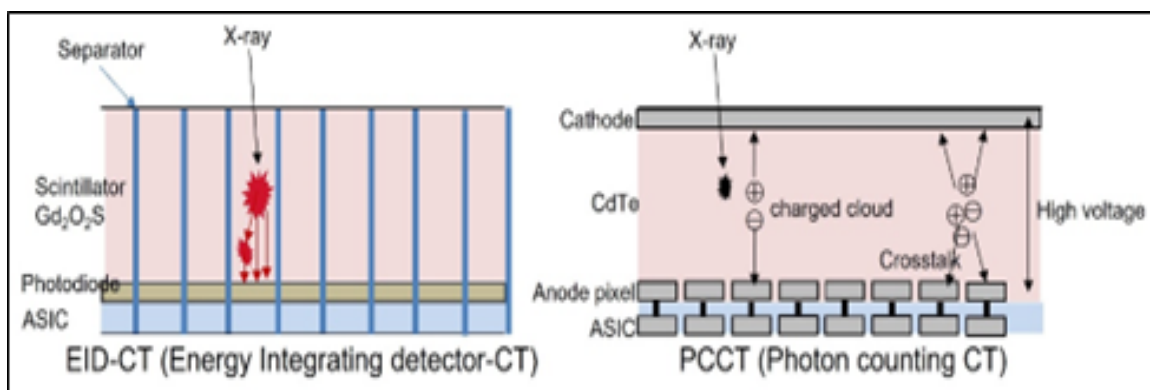 Separator
X-ray
Scintillator
Gd₂O₂S
Photodiode
ASIC
EID-CT (Energy Integrating detector-CT)
X-ray
Cathode
CdTe
charged cloud
High voltage
Crosstalk
Anode pixel
ASIC
PCCT (Photon counting CT)